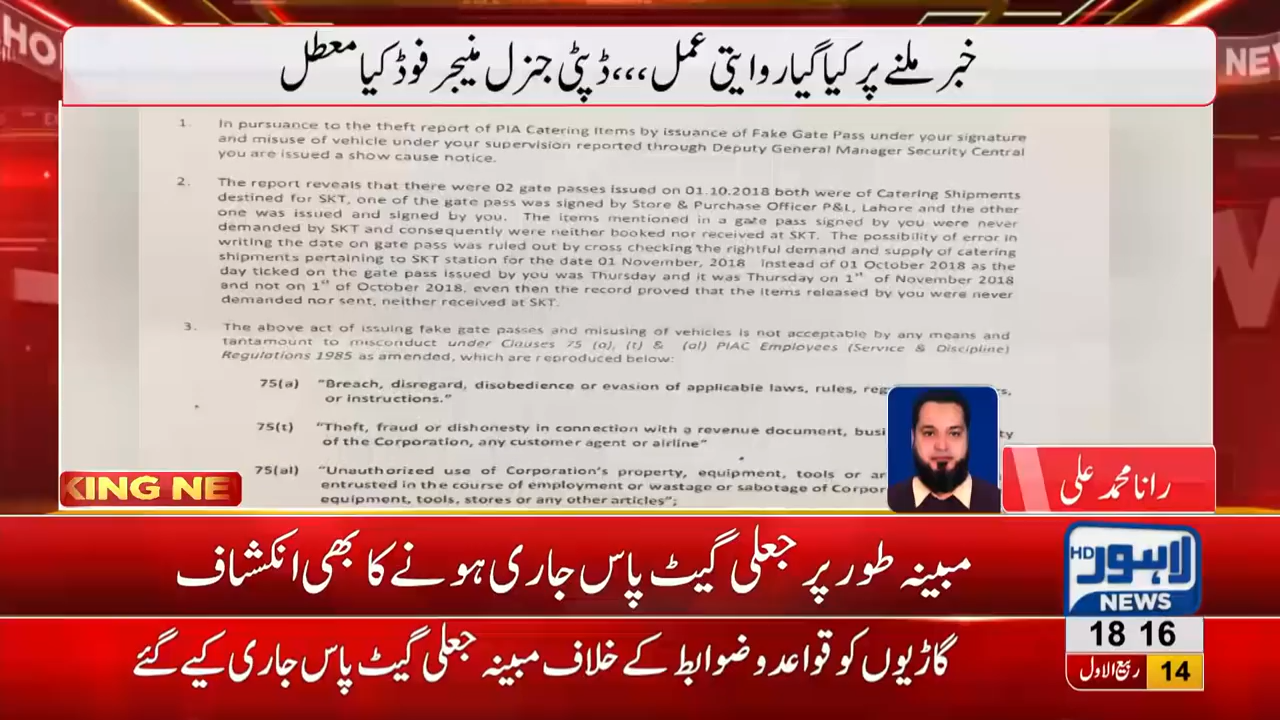 HO
NE
خبر ملنے پر کیا گیا روایتی عمل،،،ڈپٹی جنرل منیجر فوڈ کیا معطل
1. In pursuance to the theft report of PIA Catering Items by issuance of Fake Gate Pass under your signature
and misuse of vehicle under your supervision reported through Deputy General Manager Security Central
you are issued a show cause notice.
2. The report reveals that there were 02 gate passes issued on 01.10.2018 both were of Catering Shipments
destined for SKT, one of the gate pass was signed by Store & Purchase Officer P&L, Lahore and the other
one was issued and signed by you. The items mentioned in a gate pass signed by you were never
demanded by SKT and consequently were neither booked nor received at SKT. The possibility of error in
writing the date on gate pass was ruled out by cross checking the rightful demand and supply of catering
shipments pertaining to SKT station for the date 01 November, 2018 Instead of 01 October 2018 as the
day ticked on the gate pass issued by you was Thursday and it was Thursday on 1st of November 2018
and not on 1st of October 2018, even then the record proved that the items released by you were never
demanded nor sent, neither received at SKT.
3. The above act of issuing fake gate passes and misusing of vehicles is not acceptable by any means and
tantamount to misconduct under Clauses 75 (a), (t) & (al) PIAC Employees (Service & Discipline)
Regulations 1985 as amended, which are reproduced below:
75(a) "Breach, disregard, disobedience or evasion of applicable laws, rules,
or instructions."
75(t) "Theft, fraud or dishonesty in connection with a revenue document,
of the Corporation, any customer agent or airline"
75(al) "Unauthorized use of Corporation's property, equipment, tools or
entrusted in the course of employment or wastage or sabotage of
equipment, tools, stores or any other articles";
رانا محمد علی
KING NE
مبینہ طور پر جعلی گیٹ پاس جاری ہونے کا بھی انکشاف
گاڑیوں کو قواعد و ضوابط کے خلاف مبینہ جعلی گیٹ پاس جاری کیے گئے
HD لاہور
NEWS
18 16
14 ربیع الاول